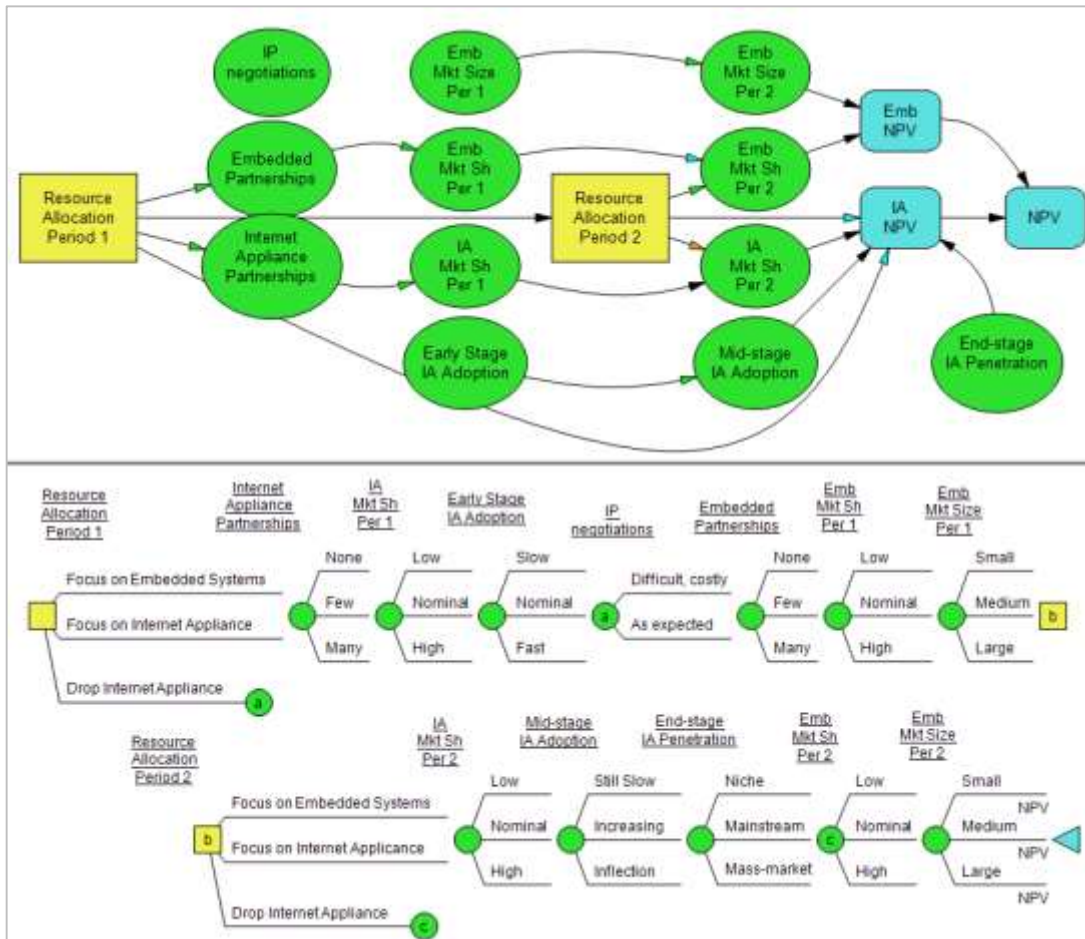 IP
negotiations
Emb
Mkt Size
Per 1
Emb
Mkt Size
Per 2
Emb
NPV
Embedded
Partnerships
Emb
Mkt Sh
Per 1
Emb
Mkt Sh
Per 2
Resource
Allocation
Period 1
Resource
Allocation
Period 2
IA
NPV
NPV
Internet
Appliance
Partnerships
IA
Mkt Sh
Per 1
IA
Mkt Sh
Per 2
Early Stage
IA Adoption
Mid-stage
IA Adoption
End-stage
IA Penetration
Resource
Allocation
Period 1
Internet
Appliance
Partnerships
IA
Mkt Sh
Per 1
Early Stage
IA Adoption
IP
negotiations
Embedded
Partnerships
Emb
Mkt Sh
Per 1
Emb
Mkt Size
Per 1
Focus on Embedded Systems
Focus on Internet Appliance
Drop Internet Appliance
a
None
Few
Many
Low
Nominal
High
Slow
Nominal
Fast
a
Difficult, costly
As expected
None
Few
Many
Low
Nominal
High
Small
Medium
Large
b
Resource
Allocation
Period 2
IA
Mkt Sh
Per 2
Mid-stage
IA Adoption
End-stage
IA Penetration
Emb
Mkt Sh
Per 2
Emb
Mkt Size
Per 2
b
Focus on Embedded Systems
Focus on Internet Applicance
Drop Internet Appliance
c
Low
Nominal
High
Still Slow
Increasing
Inflection
Niche
Mainstream
Mass-market
c
Low
Nominal
High
Small
NPV
Medium
NPV
Large
NPV